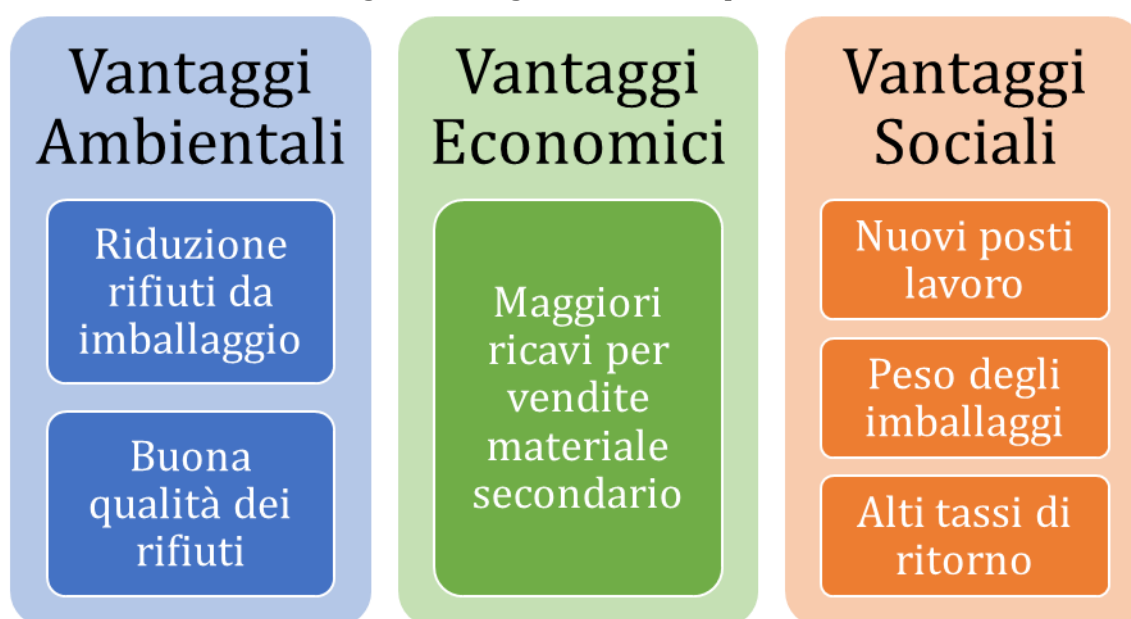 Vantaggi
Ambientali
Riduzione
rifiuti da
imballaggio
Buona
qualità dei
rifiuti
Vantaggi
Economici
Maggiori
ricavi per
vendite
materiale
secondario
Vantaggi
Sociali
Nuovi posti
lavoro
Peso degli
imballaggi
Alti tassi di
ritorno